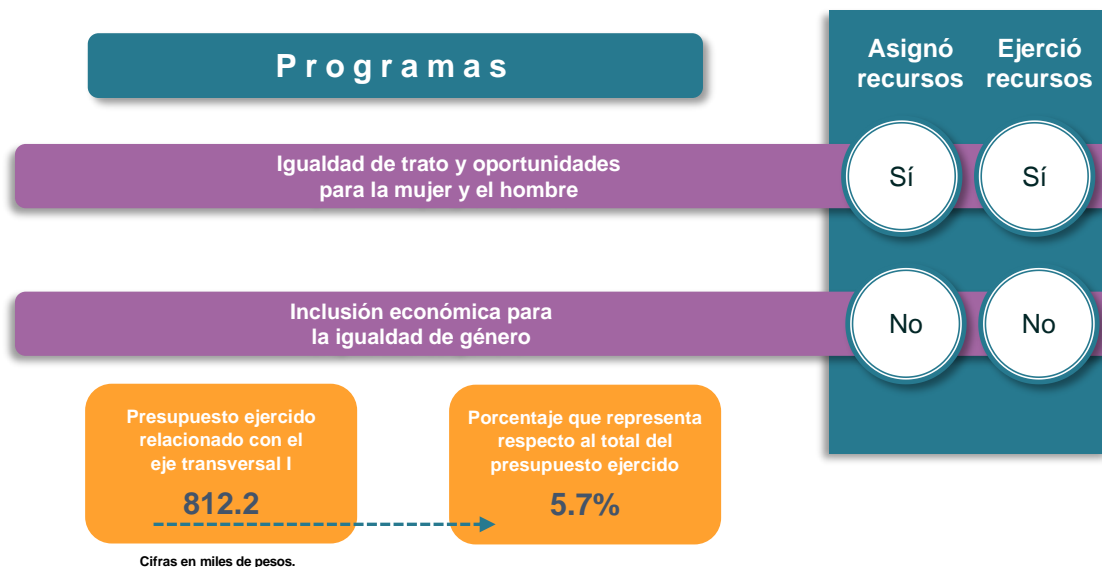 Programas
Asignó
recursos
Ejerció
recursos
Igualdad de trato y oportunidades
para la mujer y el hombre
Sí
Sí
Inclusión económica para
la igualdad de género
No
No
Presupuesto ejercido
relacionado con el
eje transversal I
812.2
Porcentaje que representa
respecto al total del
presupuesto ejercido
5.7%
Cifras en miles de pesos.